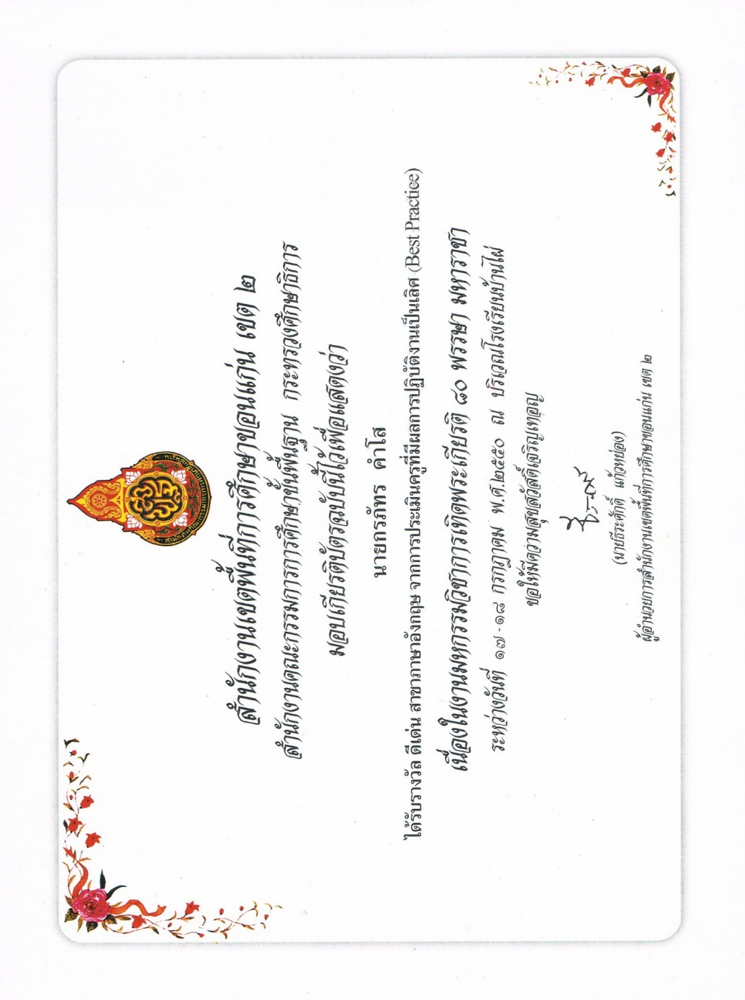 สำนักงานเขตพื้นที่การศึกษาขอนแก่น เขต ๒
สำนักงานคณะกรรมการการศึกษาขั้นพื้นฐาน กระทรวงศึกษาธิการ
มอบเกียรติบัตรฉบับนี้ไว้เพื่อแสดงว่า
นายกรภัทร คำโส
ได้รับรางวัล ดีเด่น สาขาภาษาอังกฤษ จากการประเมินครูที่มีผลการปฏิบัติงานเป็นเลิศ (Best Practice)
เนื่องในงานมหกรรมวิชาการเทิดพระเกียรติ ๘๐ พรรษา มหาราชา
ระหว่างวันที่ ๑๗ - ๑๘ กรกฎาคม พ.ศ.๒๕๕๐ ณ บริเวณโรงเรียนบ้านไผ่
ขอให้มีความสุขสวัสดิ์เจริญเทอญ
(นายธีระศักดิ์ แก้วหย่อง)
ผู้อำนวยการสำนักงานเขตพื้นที่การศึกษาขอนแก่น เขต ๒